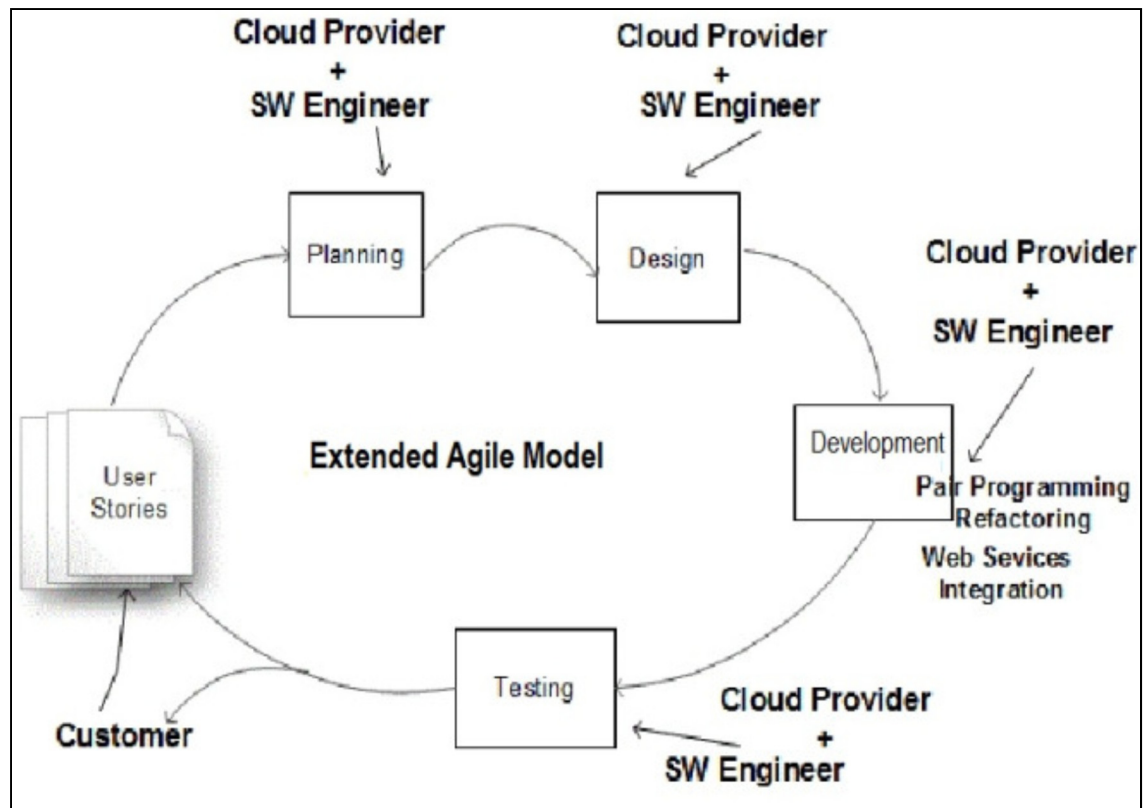 Cloud Provider
+
SW Engineer
Cloud Provider
+
SW Engineer
Planning
Design
Cloud Provider
+
SW Engineer
Development
Pair Programming
Refactoring
Web Sevices
Integration
Extended Agile Model
User
Stories
Testing
Cloud Provider
+
SW Engineer
Customer